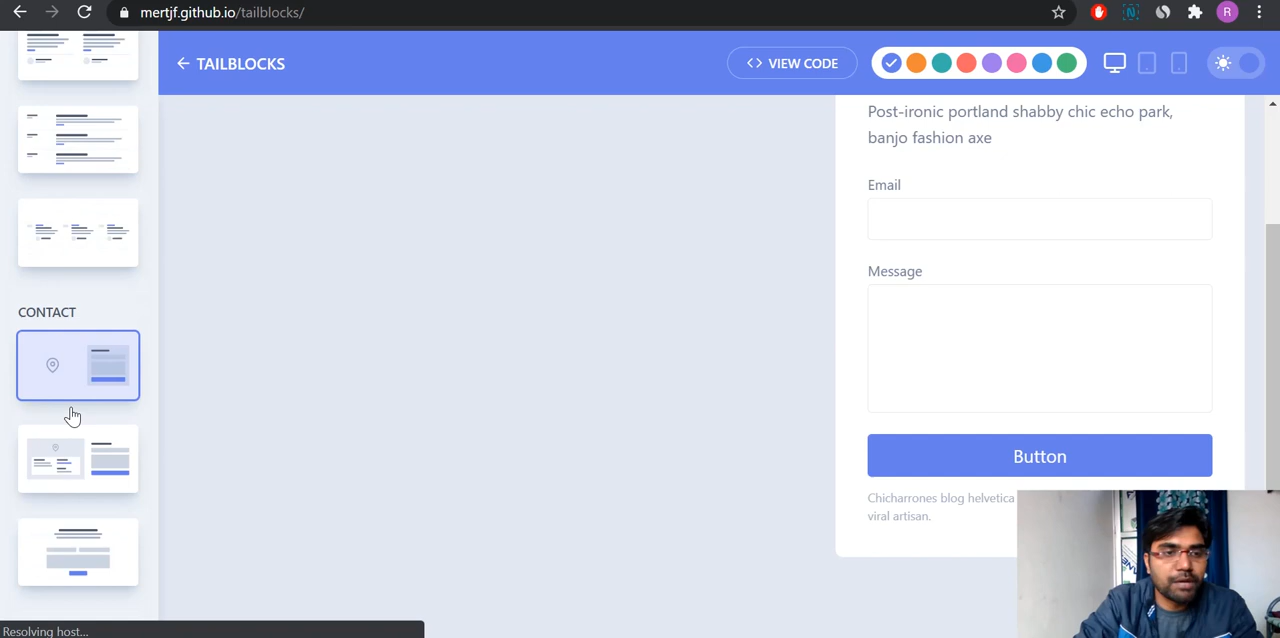 mertjf.github.io/tailblocks/
R
TAILBLOCKS
<> VIEW CODE
Post-ironic portland shabby chic echo park,
banjo fashion axe
Email
Message
CONTACT
Button
Chicharrones blog helvetica
viral artisan.
Resolving host...